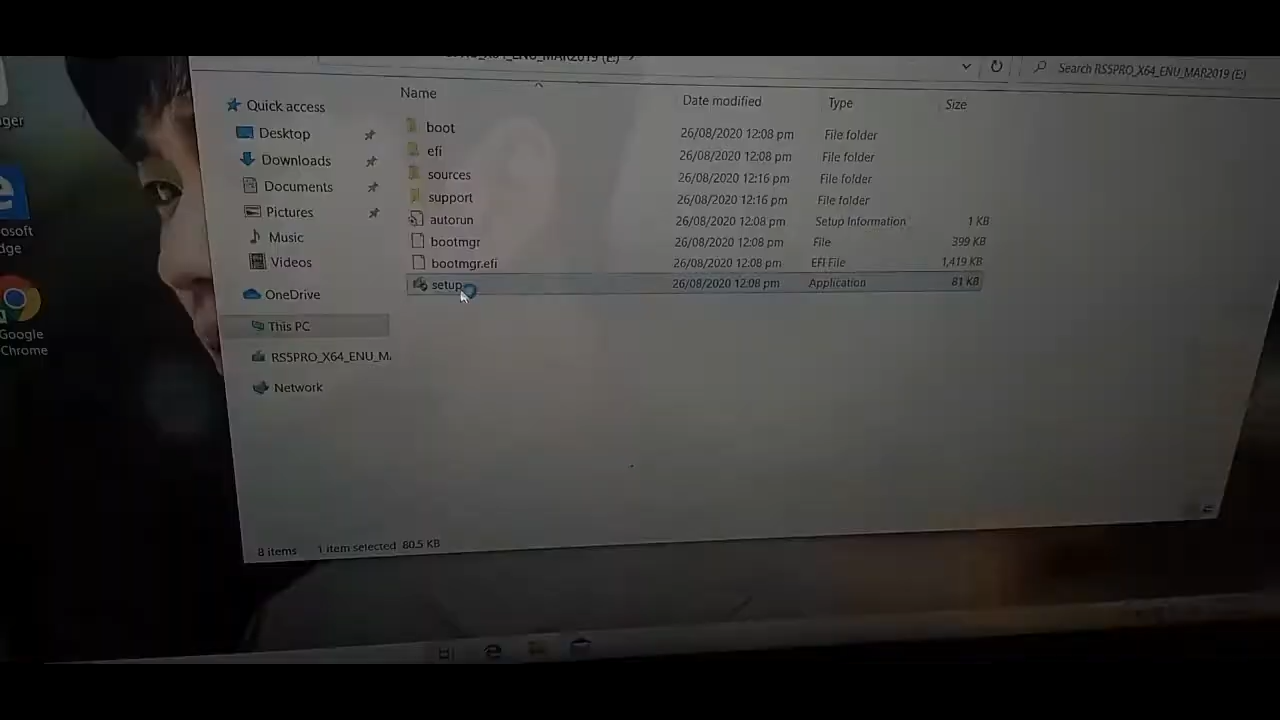 PRO_X64_ENU_MAR2019 (E:)
Search RS5PRO_X64_ENU_MAR2019 (E:)
Name Date modified Type Size
Quick access
Desktop
Downloads
Documents
Pictures
Music
Videos
OneDrive
This PC
RS5PRO_X64_ENU_M
Network
boot 26/08/2020 12:08 pm File folder
efi 26/08/2020 12:08 pm File folder
sources 26/08/2020 12:16 pm File folder
support 26/08/2020 12:16 pm File folder
autorun 26/08/2020 12:08 pm Setup Information 1 KB
bootmgr 26/08/2020 12:08 pm File 399 KB
bootmgr.efi 26/08/2020 12:08 pm EFI File 1,419 KB
setup 26/08/2020 12:08 pm Application 81 KB
8 items 1 item selected 80.5 KB
ger
osoft
dge
Google
Chrome